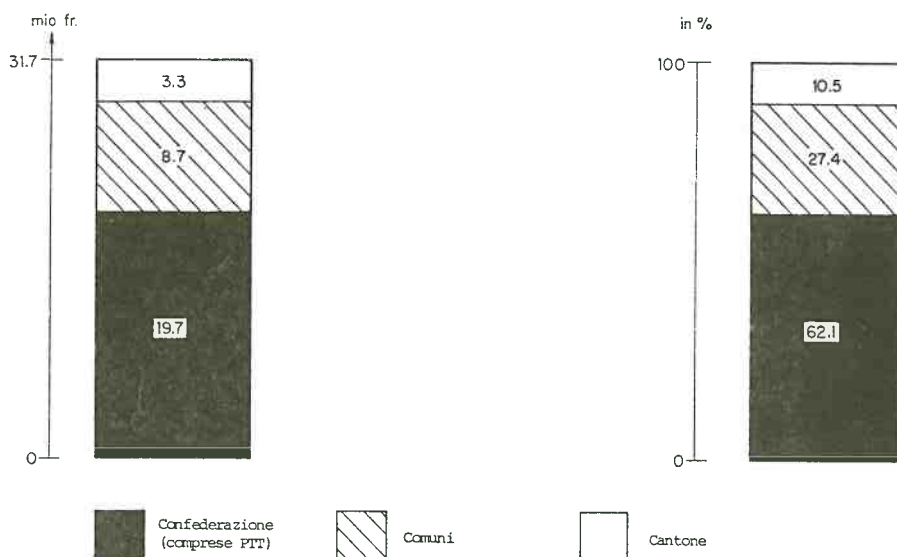 mio fr.
31.7
3.3
8.7
19.7
0
in %
100
10.5
27.4
62.1
0
Confederazione
(comprese PTT)
Comuni
Cantone